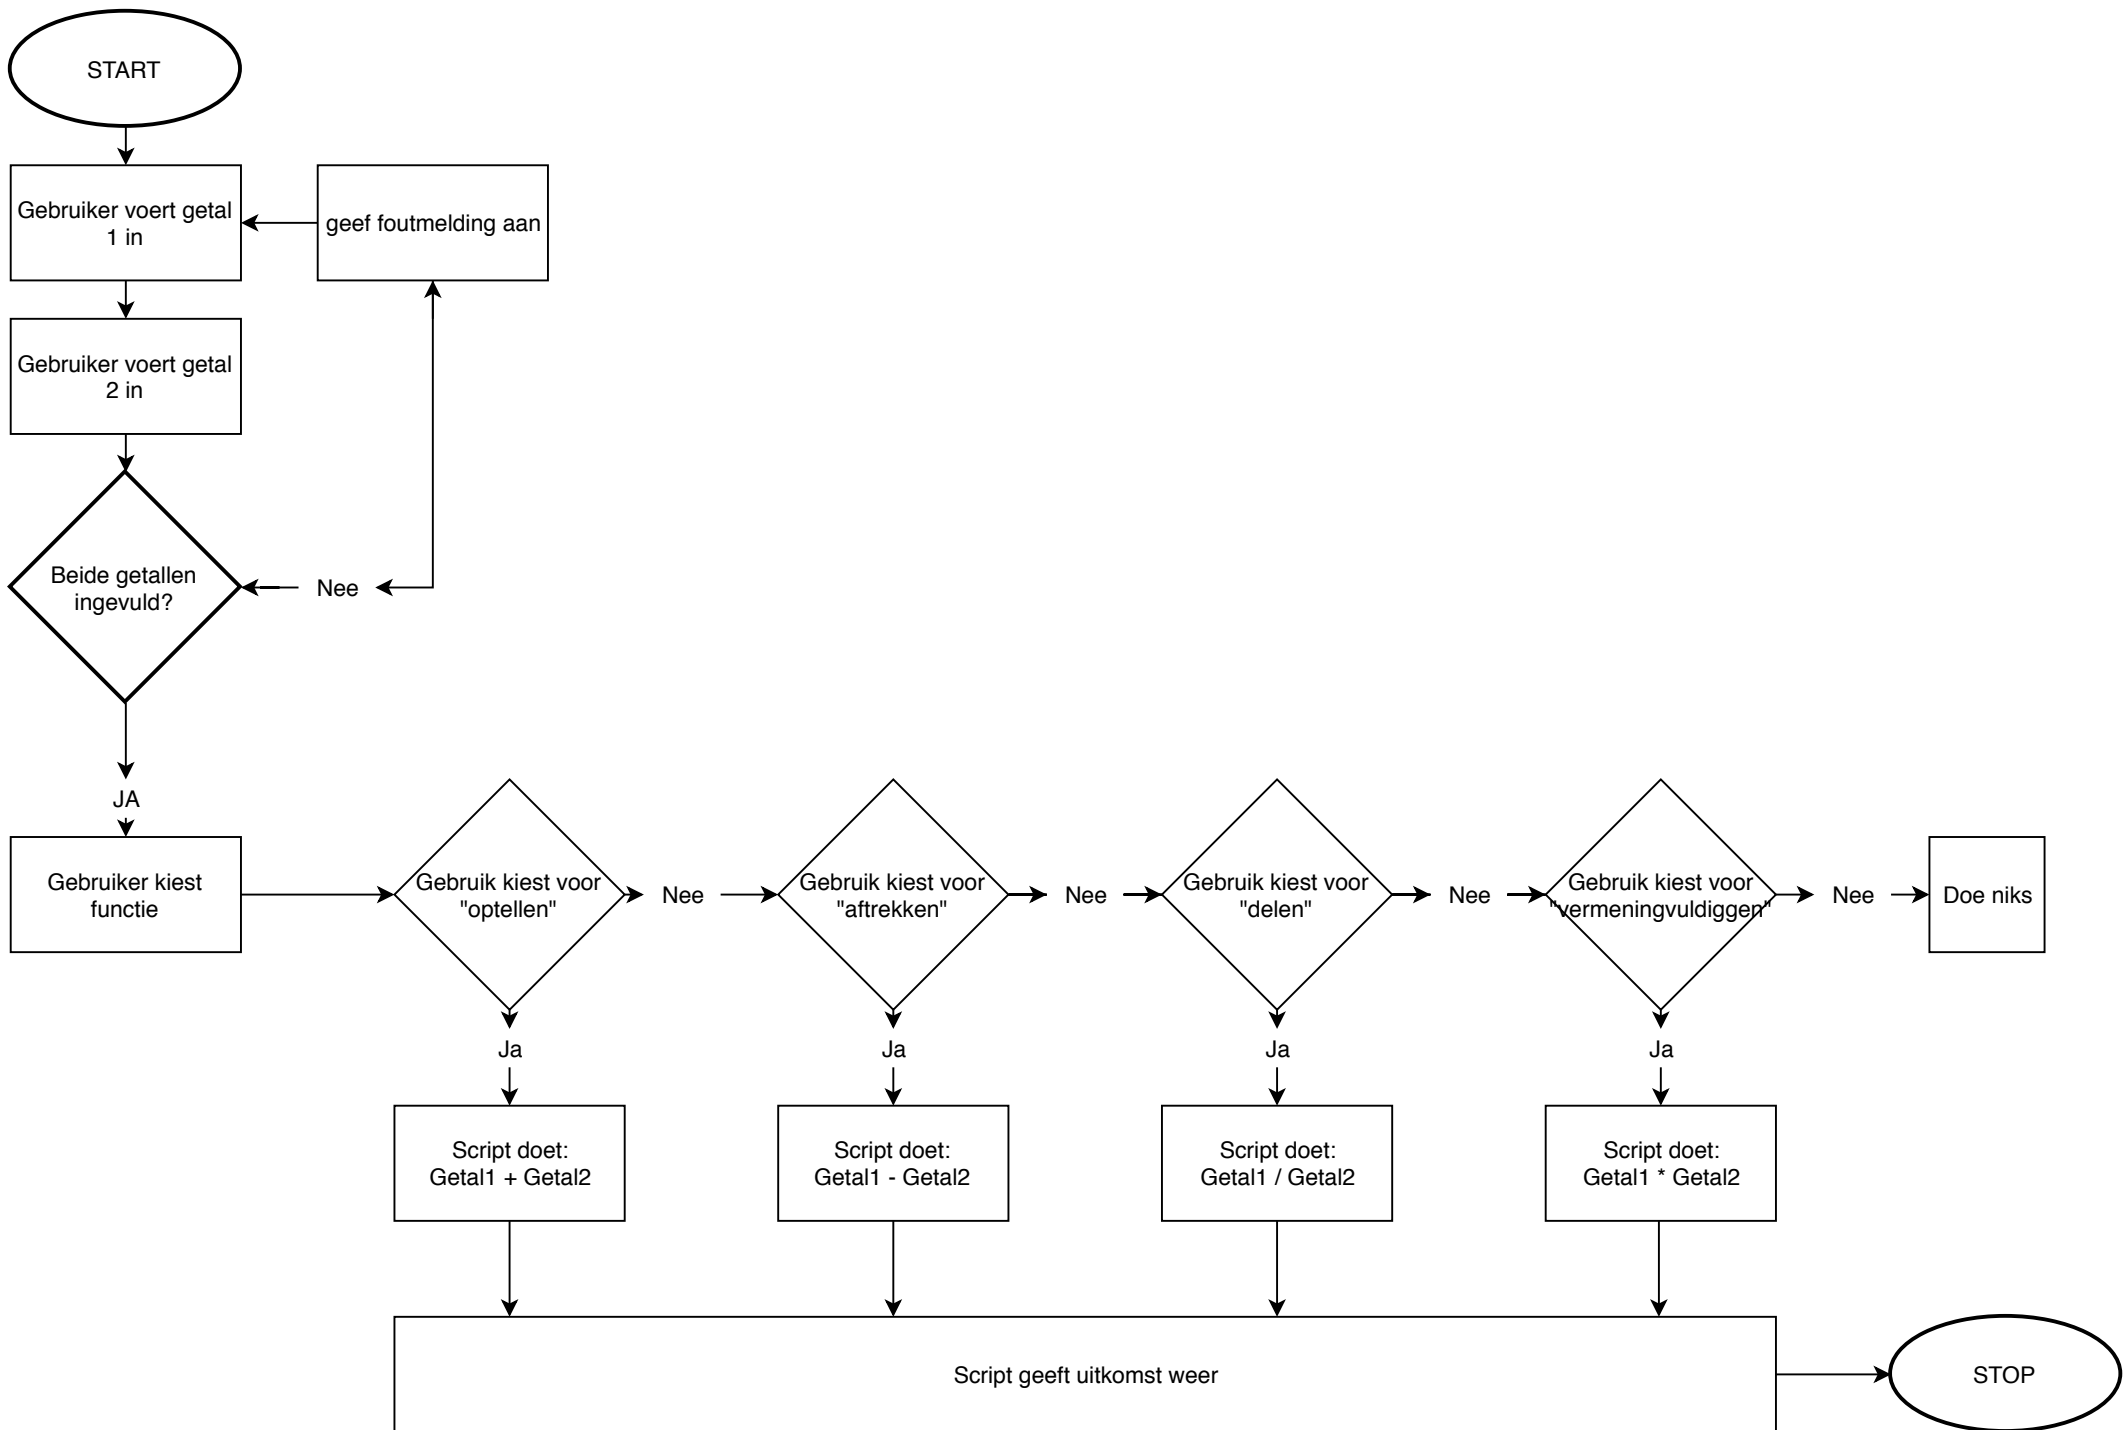 START
Gebruiker voert getal
1 in
geef foutmelding aan
Gebruiker voert getal
2 in
Beide getallen
ingevuld?
Nee
JA
Gebruiker kiest
functie
Gebruik kiest voor
"optellen"
Nee
Gebruik kiest voor
"aftrekken"
Nee
Gebruik kiest voor
"delen"
Nee
Gebruik kiest voor
"vermeningvuldiggen"
Nee
Doe niks
Ja
Ja
Ja
Ja
Script doet:
Getal1 + Getal2
Script doet:
Getal1 - Getal2
Script doet:
Getal1 / Getal2
Script doet:
Getal1 * Getal2
Script geeft uitkomst weer
STOP